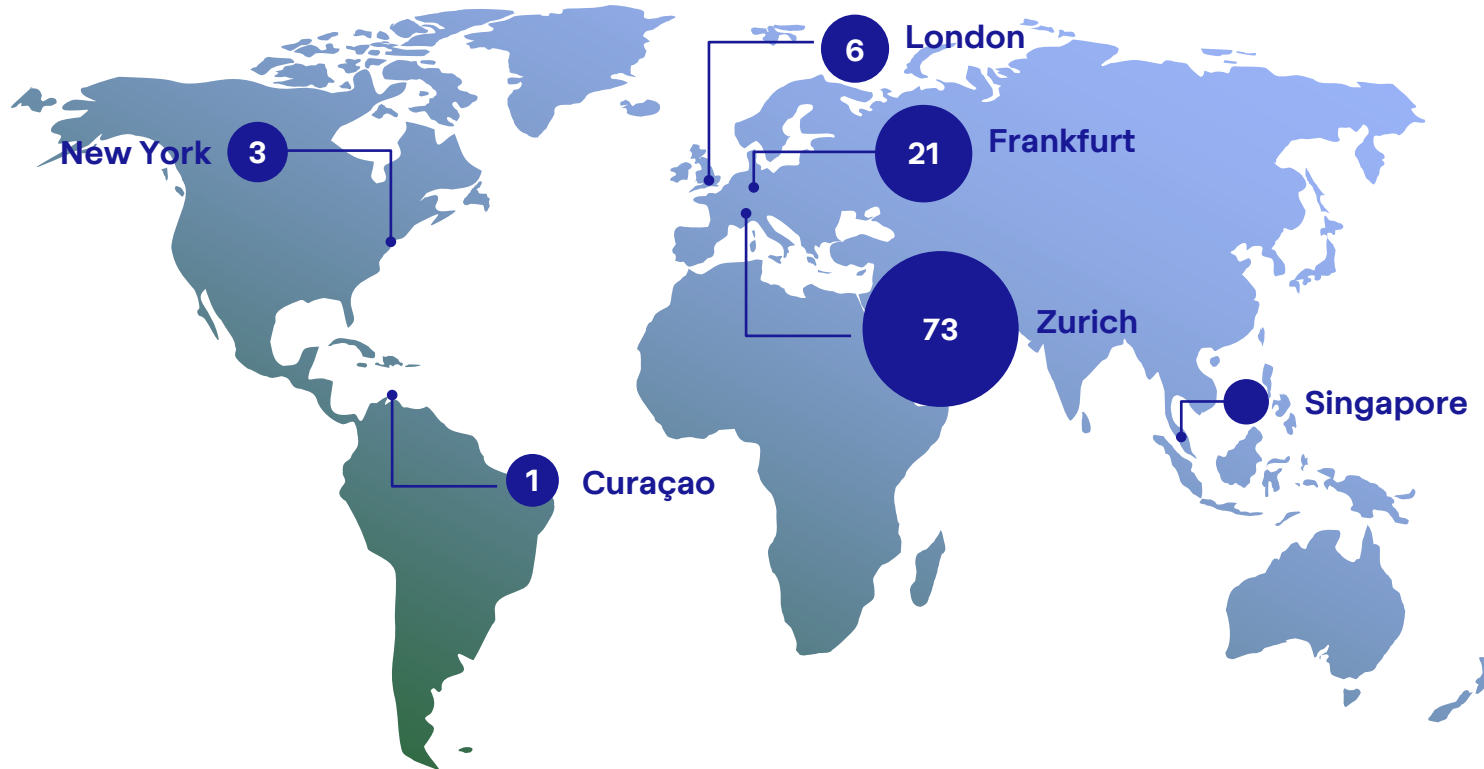 6 London
21 Frankfurt
New York 3
73 Zurich
Singapore
1 Curaçao